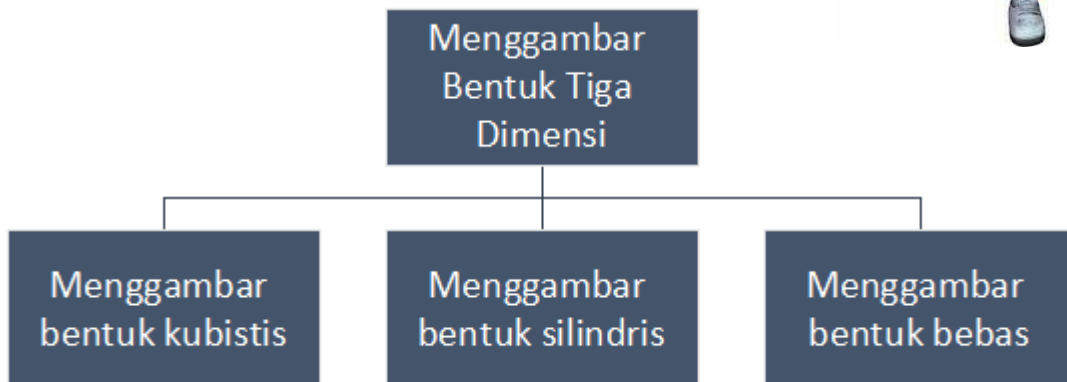 Menggambar
Bentuk Tiga
Dimensi
Menggambar
bentuk kubistis
Menggambar
bentuk silindris
Menggambar
bentuk bebas